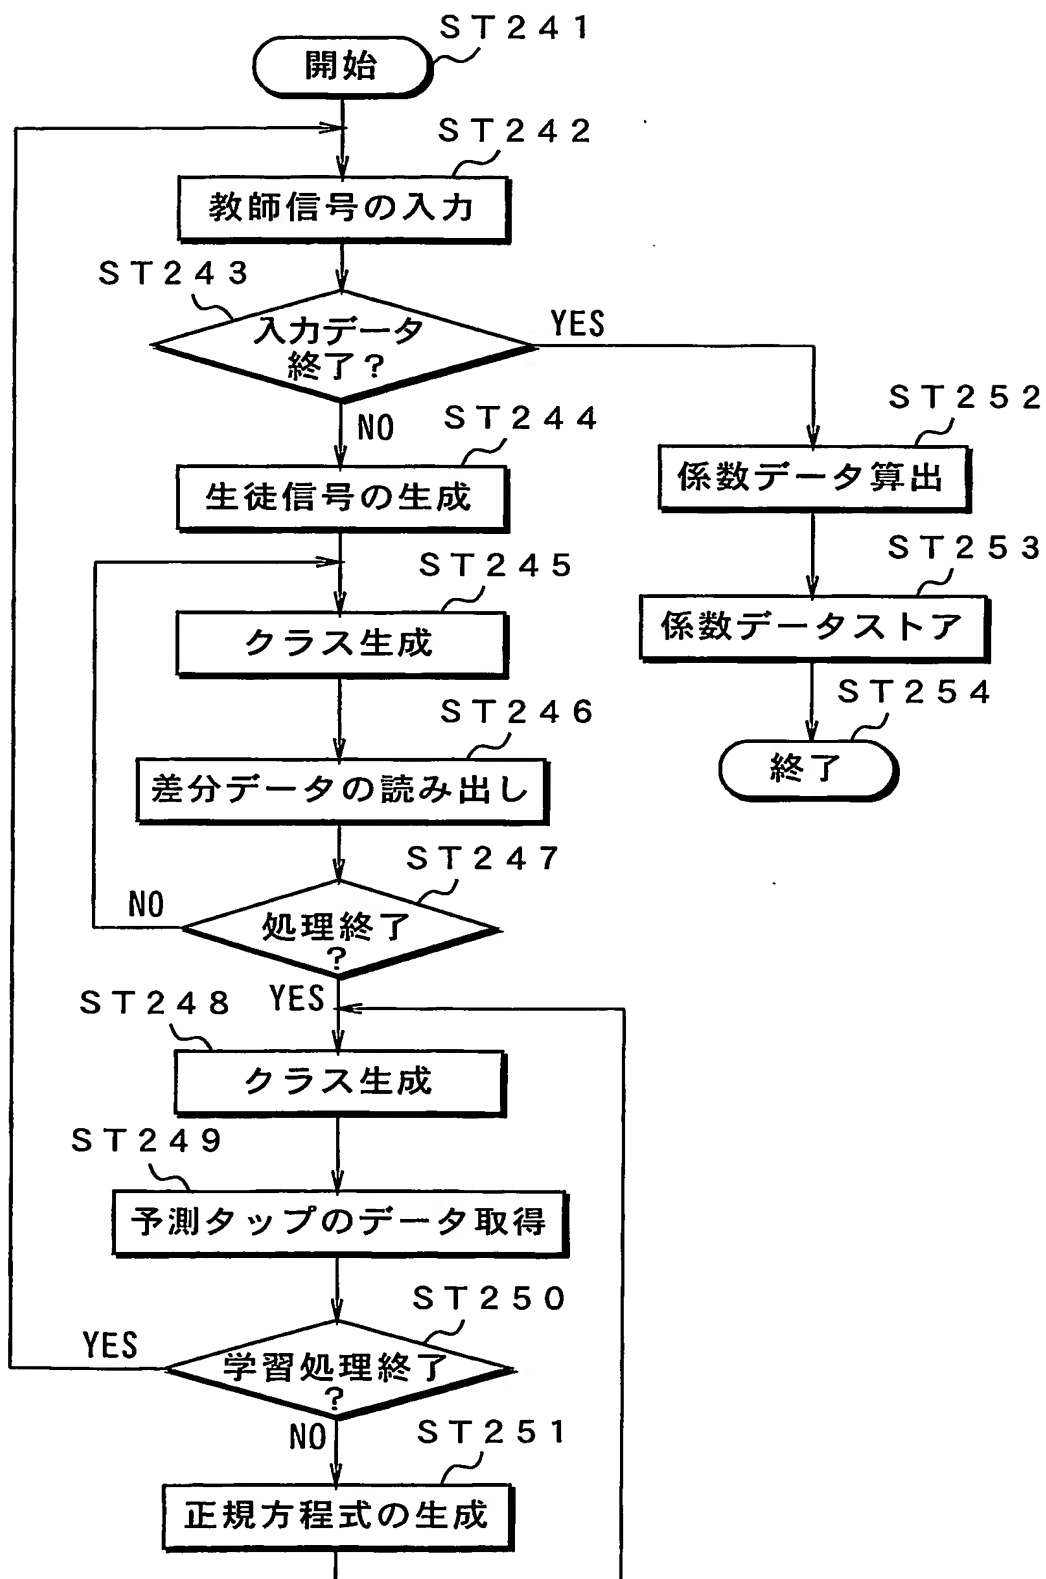 ST241
開始
ST242
教師信号の入力
ST243
入力データ
終了?
YES
NO
ST244
生徒信号の生成
ST245
クラス生成
ST246
差分データの読み出し
ST247
処理終了
?
NO
YES
ST248
クラス生成
ST249
予測タップのデータ取得
ST250
学習処理終了
?
YES
NO
ST251
正規方程式の生成
ST252
係数データ算出
ST253
係数データストア
ST254
終了